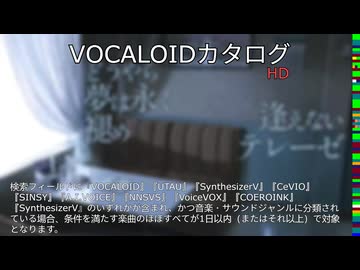 VOCALOIDカタログ
HD
夢は永く
醒め
逢えない
テレーゼ
検索フィールドに『VOCALOID』『UTAU』『SynthesizerV』『CeVIO』
『SINSY』『A.I.VOICE』『NNSVS』『VoiceVOX』『COEROINK』
『SynthesizerV』のいずれかが含まれ、かつ音楽・サウンドジャンルに分類され
ている場合、条件を満たす楽曲のほぼすべてが1日以内（またはそれ以上）で対象
となります。